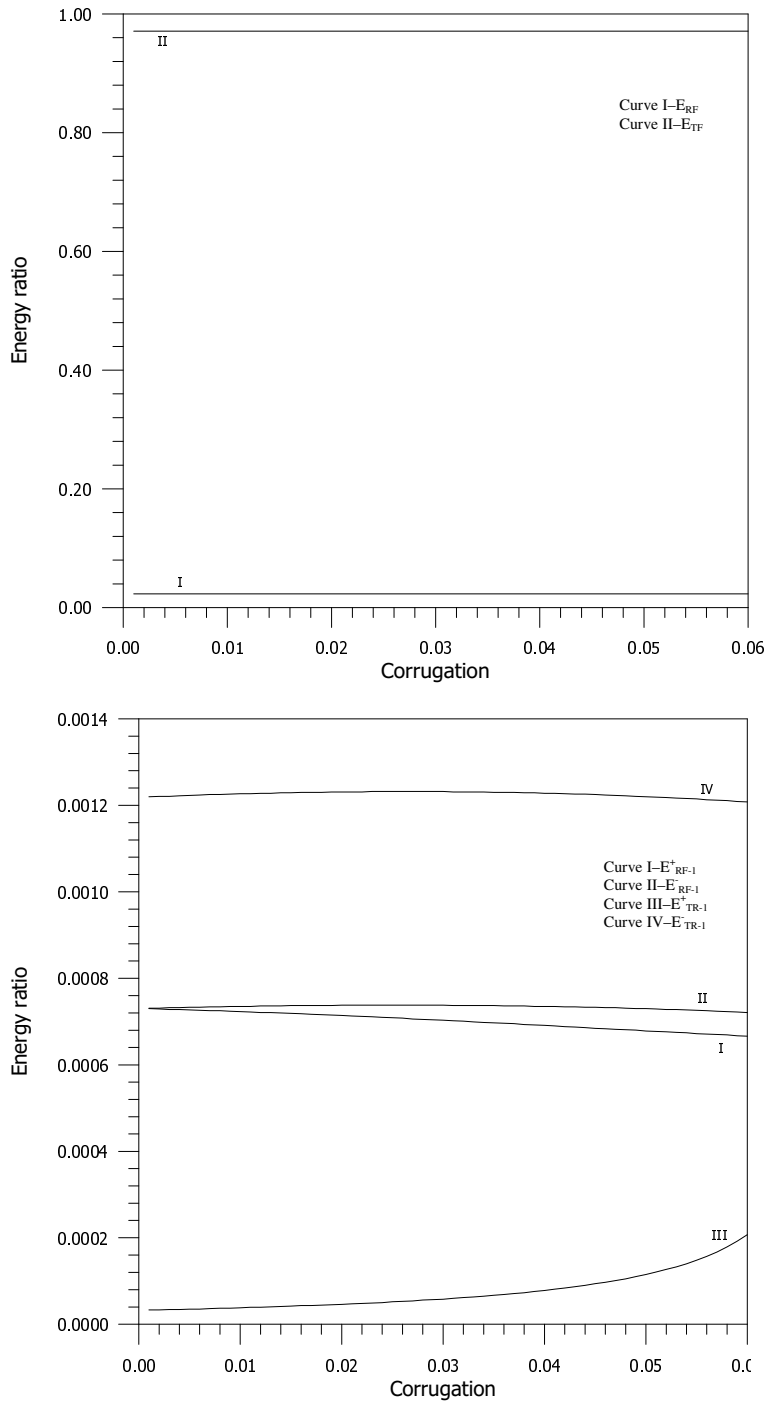 1.00
II
Curve I–E_RF
Curve II–E_TF
0.80
0.60
Energy ratio
0.40
0.20
I
0.00
0.00 0.01 0.02 0.03 0.04 0.05 0.06
Corrugation
0.0014
IV
0.0012
Curve I–E⁺_RF-1
Curve II–E⁻_RF-1
Curve III–E⁺_TR-1
Curve IV–E⁻_TR-1
0.0010
0.0008
II
Energy ratio
I
0.0006
0.0004
III
0.0002
0.0000
0.00 0.01 0.02 0.03 0.04 0.05
Corrugation